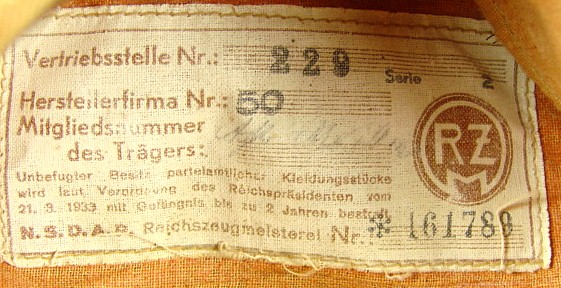 Vertriebsstelle Nr.: 229 Serie 2
Herstellerfirma Nr.: 50
Mitgliedsnummer
des Trägers:
RZM
Unbefugter Besitz parteiamtlicher Kleidungsstücke
wird laut Verordnung des Reichspräsidenten vom
21. 3. 1933 mit Gefängnis bis zu 2 Jahren bestraft
N.S.D.A.P. Reichszeugmeisterei Nr. * 161789